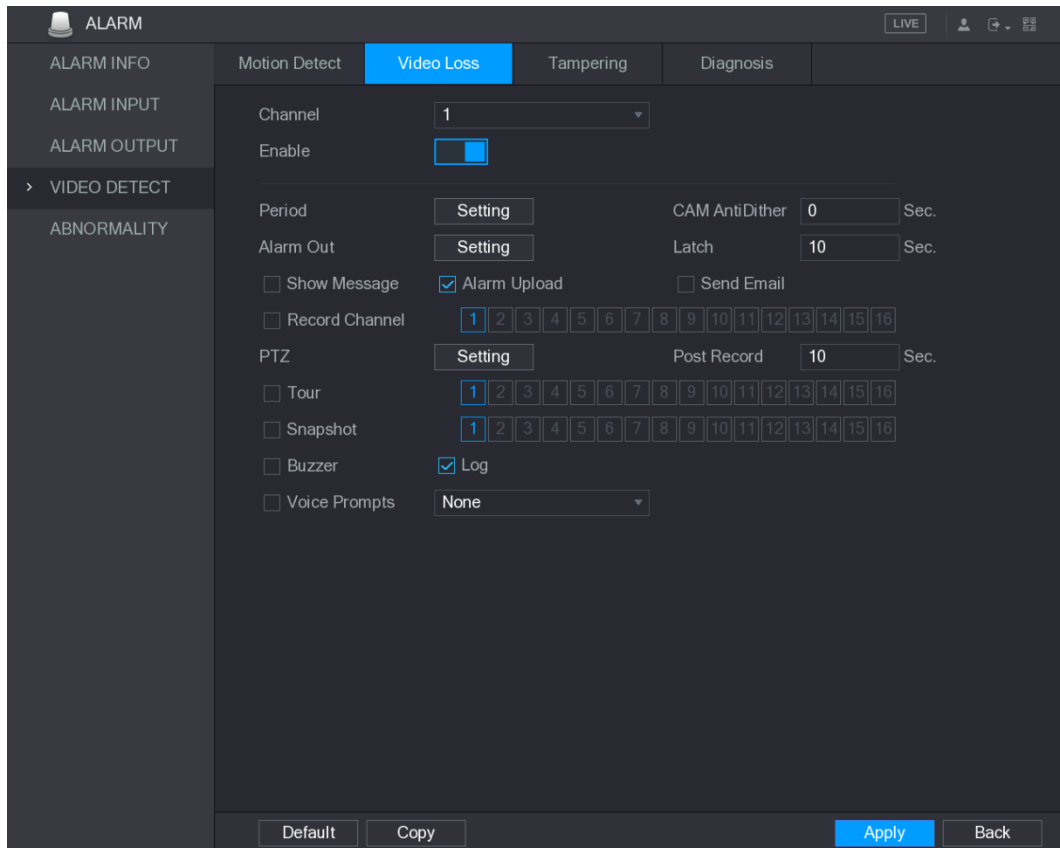 ALARM LIVE
ALARM INFO
ALARM INPUT
ALARM OUTPUT
> VIDEO DETECT
ABNORMALITY
Motion Detect Video Loss Tampering Diagnosis
Channel 1
Enable
Period Setting CAM AntiDither 0 Sec.
Alarm Out Setting Latch 10 Sec.
Show Message Alarm Upload Send Email
Record Channel 1 2 3 4 5 6 7 8 9 10 11 12 13 14 15 16
PTZ Setting Post Record 10 Sec.
Tour 1 2 3 4 5 6 7 8 9 10 11 12 13 14 15 16
Snapshot 1 2 3 4 5 6 7 8 9 10 11 12 13 14 15 16
Buzzer Log
Voice Prompts None
Default Copy Apply Back